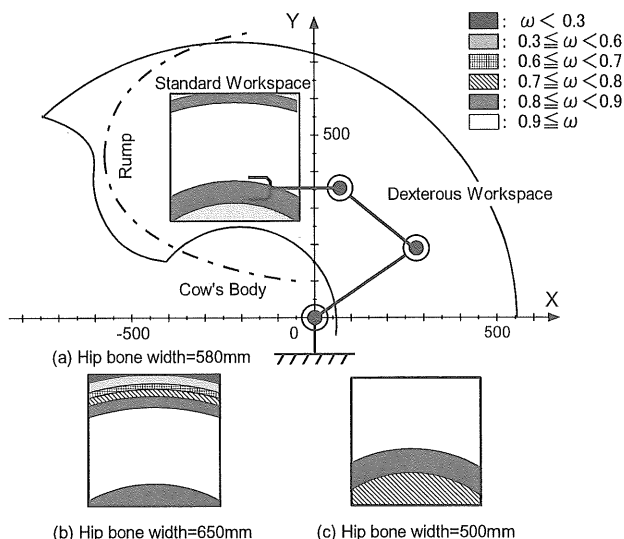 Y
: ω < 0.3
: 0.3≦ ω <0.6
: 0.6≦ ω <0.7
: 0.7≦ ω <0.8
: 0.8≦ ω <0.9
: 0.9≦ ω
Standard Workspace
500
Rump
Dexterous Workspace
Cow's Body
X
-500
0
500
(a) Hip bone width=580mm
(b) Hip bone width=650mm
(c) Hip bone width=500mm